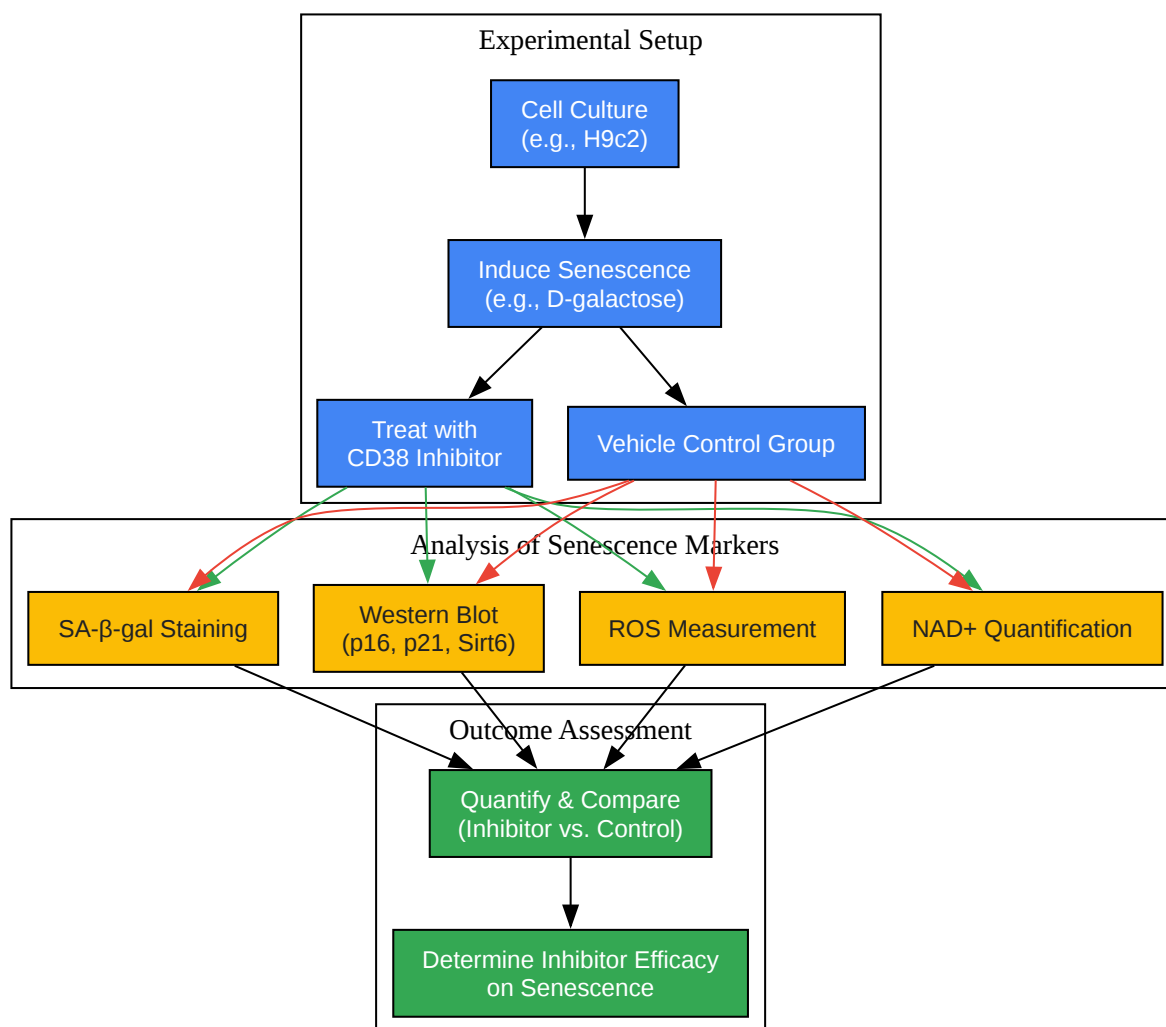 Experimental Setup
Cell Culture
(e.g., H9c2)
Induce Senescence
(e.g., D-galactose)
Treat with
CD38 Inhibitor
Vehicle Control Group
Analysis of Senescence Markers
SA-β-gal Staining
Western Blot
(p16, p21, Sirt6)
ROS Measurement
NAD+ Quantification
Outcome Assessment
Quantify & Compare
(Inhibitor vs. Control)
Determine Inhibitor Efficacy
on Senescence